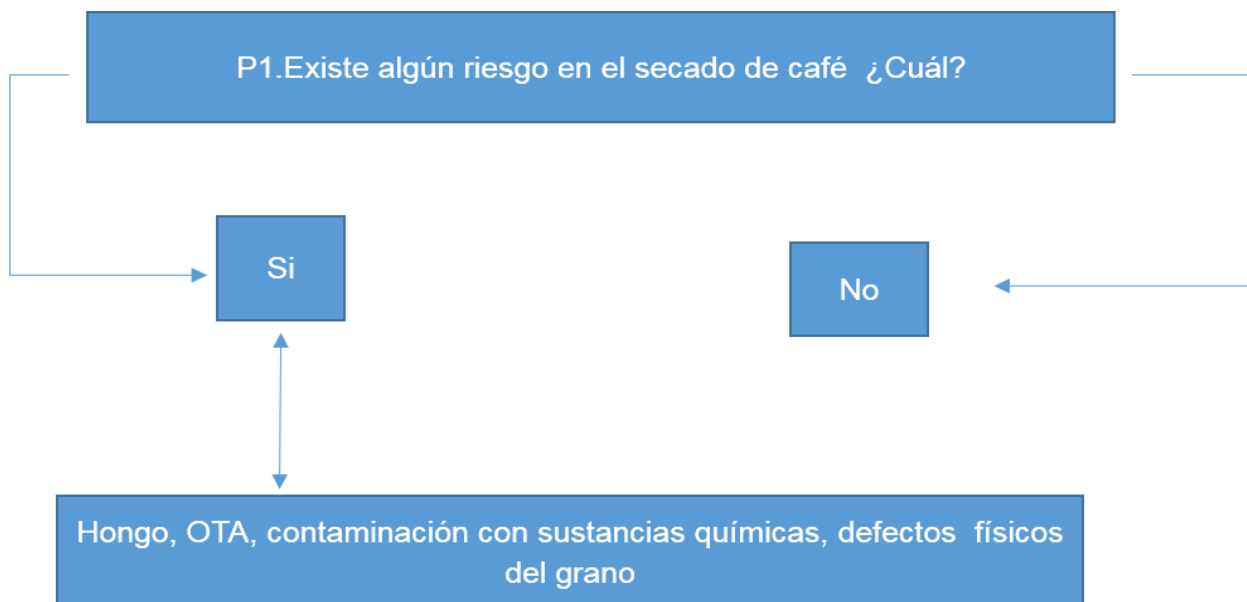 P1.Existe algún riesgo en el secado de café  ¿Cuál?
Si
No
Hongo, OTA, contaminación con sustancias químicas, defectos  físicos
del grano